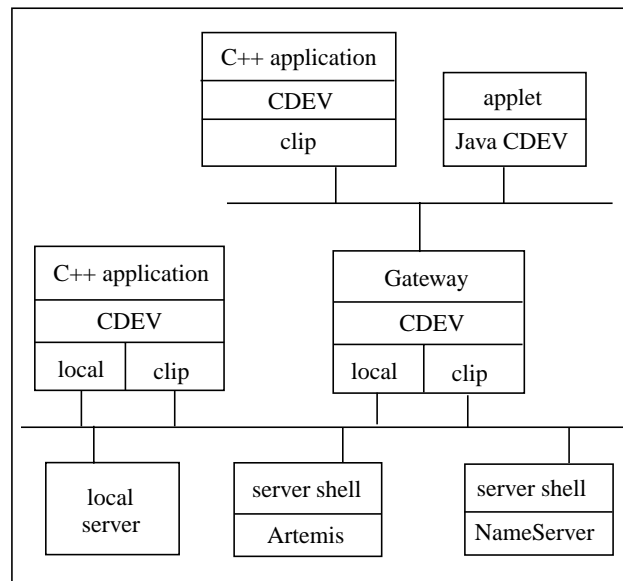 C++ application
CDEV
clip
applet
Java CDEV
C++ application
CDEV
local
clip
Gateway
CDEV
local
clip
local
server
server shell
Artemis
server shell
NameServer